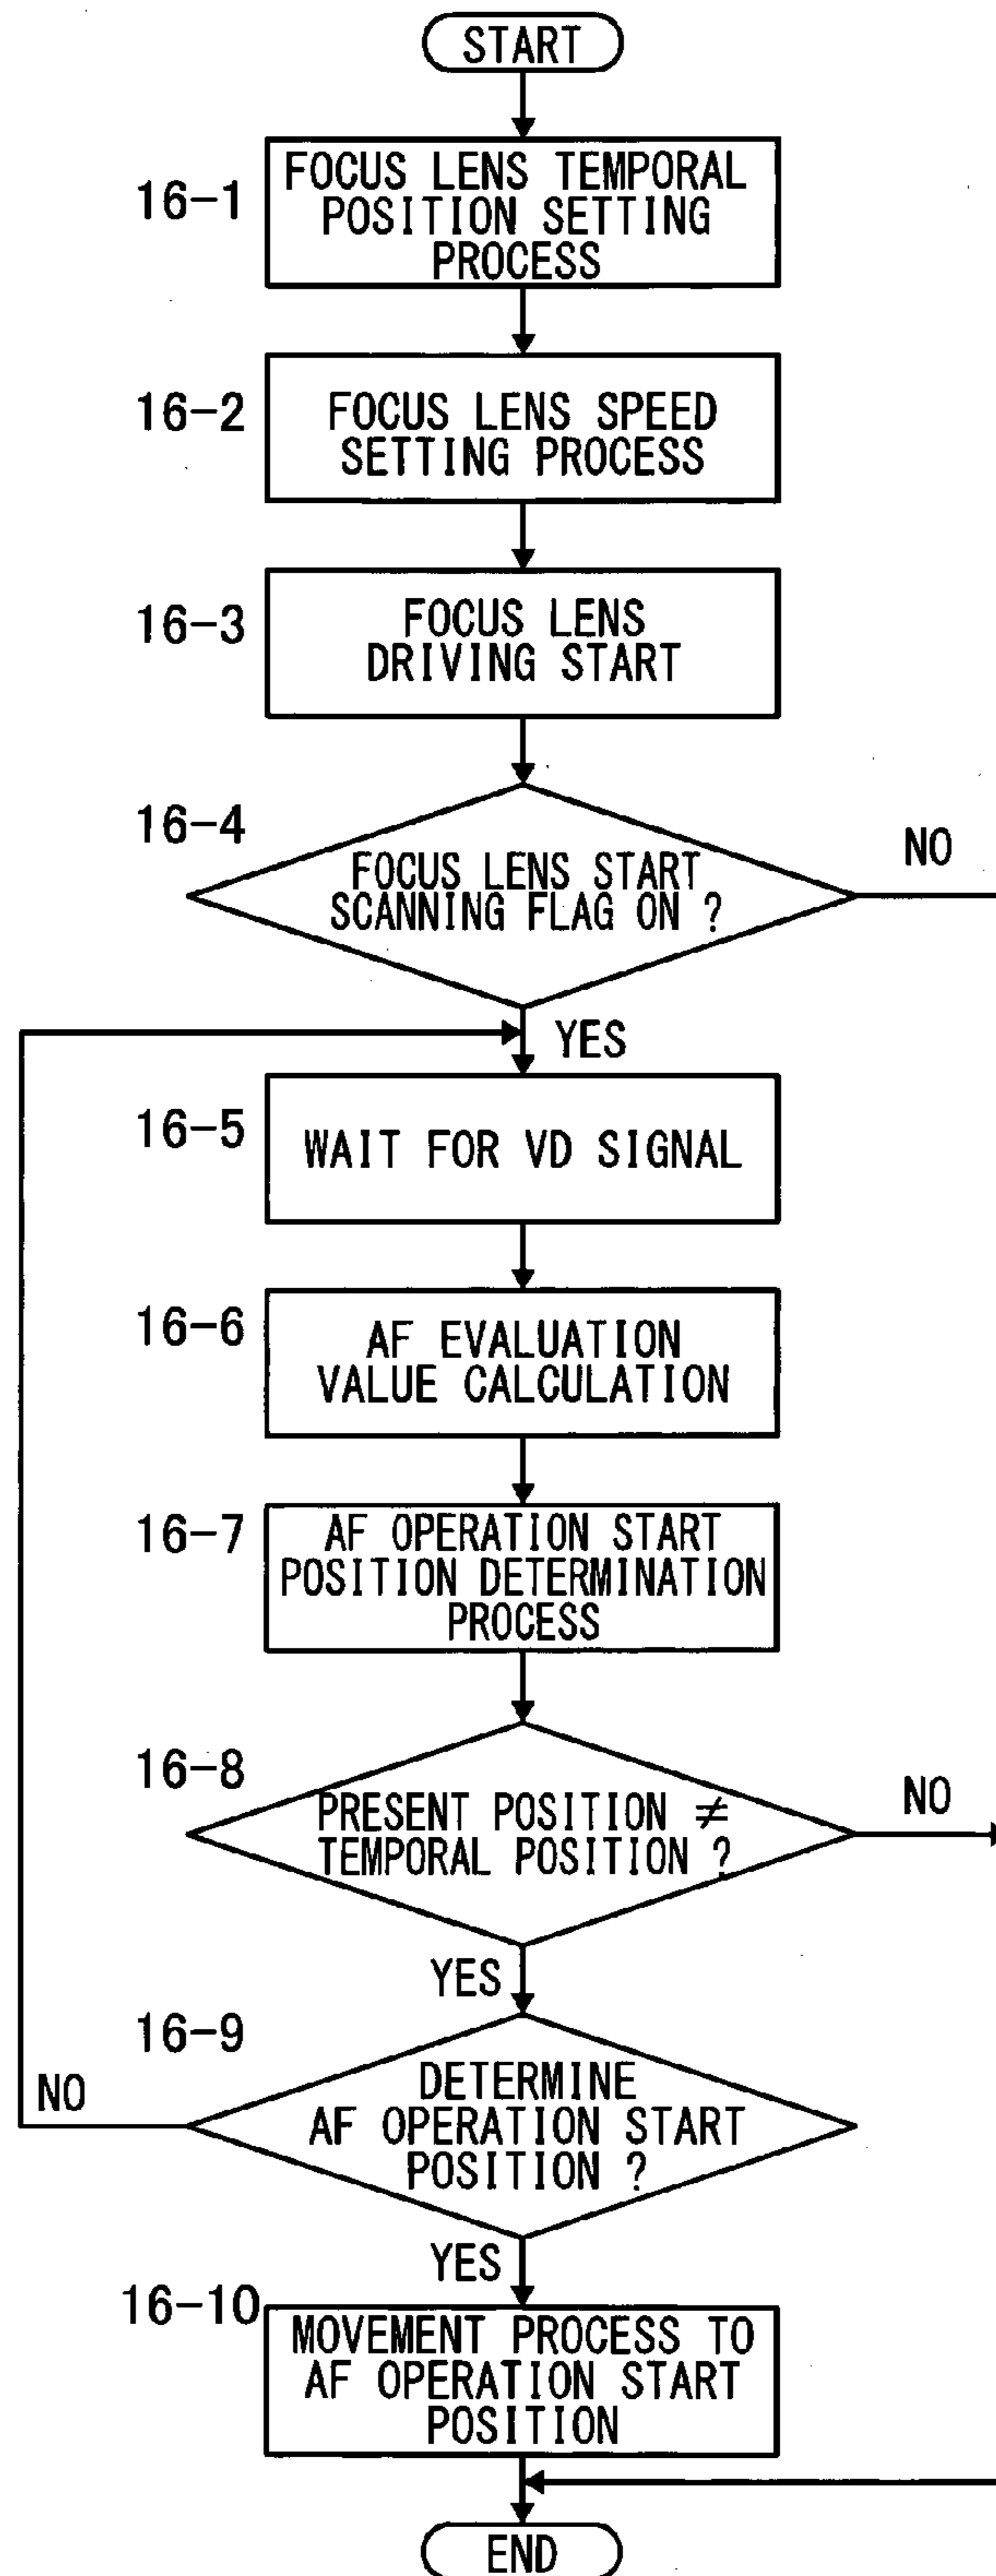 START
16-1
FOCUS LENS TEMPORAL
POSITION SETTING
PROCESS
16-2
FOCUS LENS SPEED
SETTING PROCESS
16-3
FOCUS LENS
DRIVING START
16-4
FOCUS LENS START
SCANNING FLAG ON ?
NO
YES
16-5
WAIT FOR VD SIGNAL
16-6
AF EVALUATION
VALUE CALCULATION
16-7
AF OPERATION START
POSITION DETERMINATION
PROCESS
16-8
PRESENT POSITION ≠
TEMPORAL POSITION ?
NO
YES
16-9
DETERMINE
AF OPERATION START
POSITION ?
NO
YES
16-10
MOVEMENT PROCESS TO
AF OPERATION START
POSITION
END